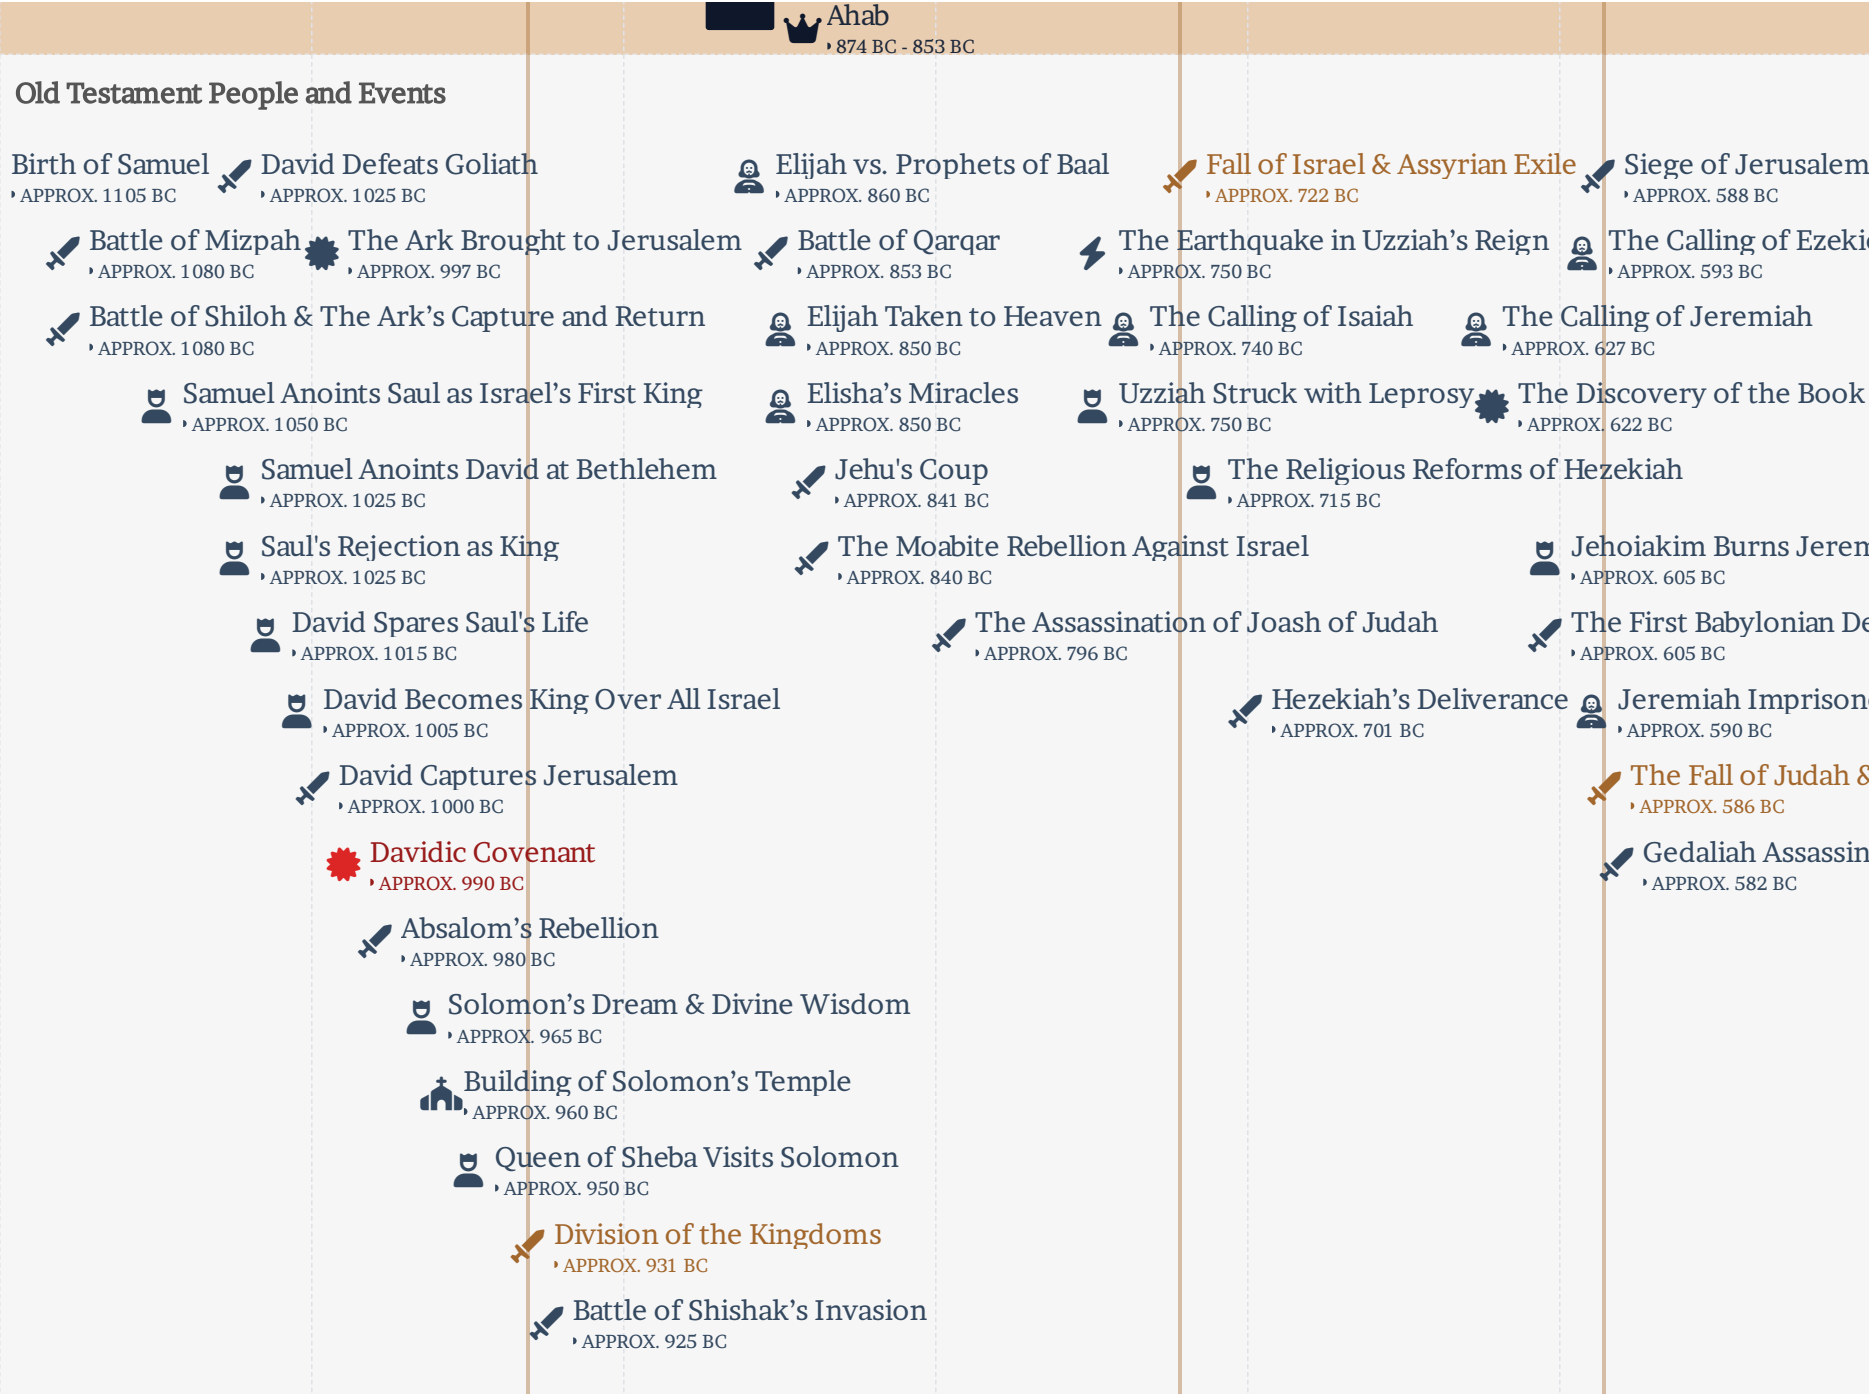 Ahab
874 BC - 853 BC
Old Testament People and Events
Birth of Samuel
APPROX. 1105 BC
David Defeats Goliath
APPROX. 1025 BC
Elijah vs. Prophets of Baal
APPROX. 860 BC
Fall of Israel & Assyrian Exile
APPROX. 722 BC
Siege of Jerusalem
APPROX. 588 BC
Battle of Mizpah
APPROX. 1080 BC
The Ark Brought to Jerusalem
APPROX. 997 BC
Battle of Qarqar
APPROX. 853 BC
The Earthquake in Uzziah’s Reign
APPROX. 750 BC
The Calling of Ezeki
APPROX. 593 BC
Battle of Shiloh & The Ark’s Capture and Return
APPROX. 1080 BC
Elijah Taken to Heaven
APPROX. 850 BC
The Calling of Isaiah
APPROX. 740 BC
The Calling of Jeremiah
APPROX. 627 BC
Samuel Anoints Saul as Israel’s First King
APPROX. 1050 BC
Elisha’s Miracles
APPROX. 850 BC
Uzziah Struck with Leprosy
APPROX. 750 BC
The Discovery of the Book
APPROX. 622 BC
Samuel Anoints David at Bethlehem
APPROX. 1025 BC
Jehu's Coup
APPROX. 841 BC
The Religious Reforms of Hezekiah
APPROX. 715 BC
Saul's Rejection as King
APPROX. 1025 BC
The Moabite Rebellion Against Israel
APPROX. 840 BC
Jehoiakim Burns Jerem
APPROX. 605 BC
David Spares Saul's Life
APPROX. 1015 BC
The Assassination of Joash of Judah
APPROX. 796 BC
The First Babylonian De
APPROX. 605 BC
David Becomes King Over All Israel
APPROX. 1005 BC
Hezekiah’s Deliverance
APPROX. 701 BC
Jeremiah Imprison
APPROX. 590 BC
David Captures Jerusalem
APPROX. 1000 BC
The Fall of Judah &
APPROX. 586 BC
Davidic Covenant
APPROX. 990 BC
Gedaliah Assassin
APPROX. 582 BC
Absalom’s Rebellion
APPROX. 980 BC
Solomon’s Dream & Divine Wisdom
APPROX. 965 BC
Building of Solomon’s Temple
APPROX. 960 BC
Queen of Sheba Visits Solomon
APPROX. 950 BC
Division of the Kingdoms
APPROX. 931 BC
Battle of Shishak’s Invasion
APPROX. 925 BC